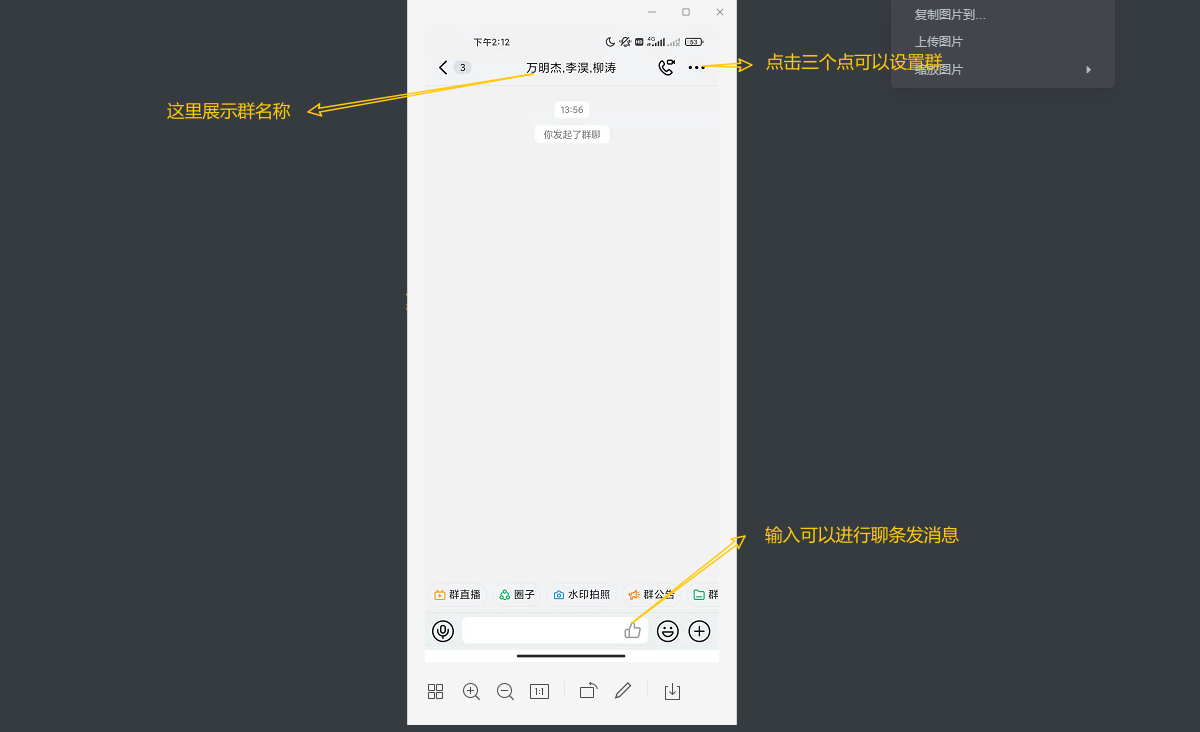 复制图片到...
下午2:12
4G
53
上传图片
点击三个点可以设置群
3
万明杰,李淏,柳涛
缩放图片
这里展示群名称
13:56
你发起了群聊
输入可以进行聊条发消息
群直播
圈子
水印拍照
群公告
群
1:1